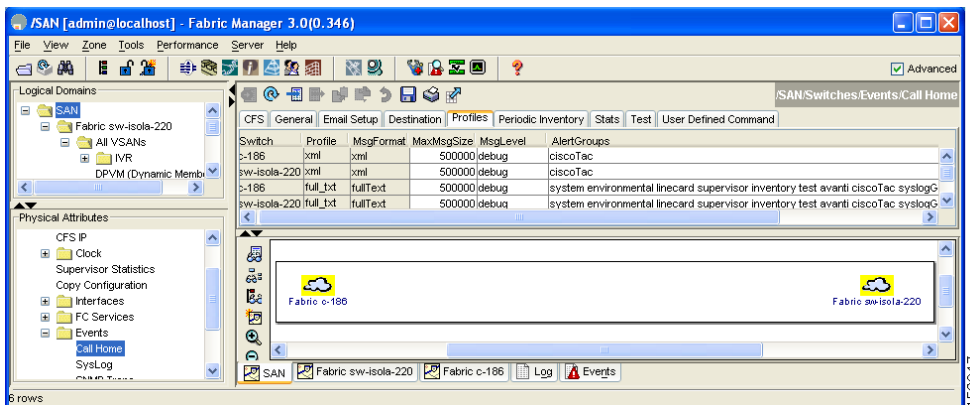 /SAN [admin@localhost] - Fabric Manager 3.0(0.346)
File View Zone Tools Performance Server Help
Advanced
Logical Domains
SAN
Fabric sw-isola-220
All VSANs
IVR
DPVM (Dynamic Membe
/SAN/Switches/Events/Call Home
CFS General Email Setup Destination Profiles Periodic Inventory Stats Test User Defined Command
Switch Profile MsgFormat MaxMsgSize MsgLevel AlertGroups
c-186 xml xml 500000 debug ciscoTac
sw-isola-220 xml xml 500000 debug ciscoTac
c-186 full_txt fullText 500000 debug system environmental linecard supervisor inventory test avanti ciscoTac syslogG
sw-isola-220 full_txt fullText 500000 debug system environmental linecard supervisor inventory test avanti ciscoTac syslogG
Physical Attributes
CFS IP
Clock
Supervisor Statistics
Copy Configuration
Interfaces
FC Services
Events
Call Home
SysLog
Fabric c-186
Fabric sw-isola-220
SAN Fabric sw-isola-220 Fabric c-186 Log Events
6 rows